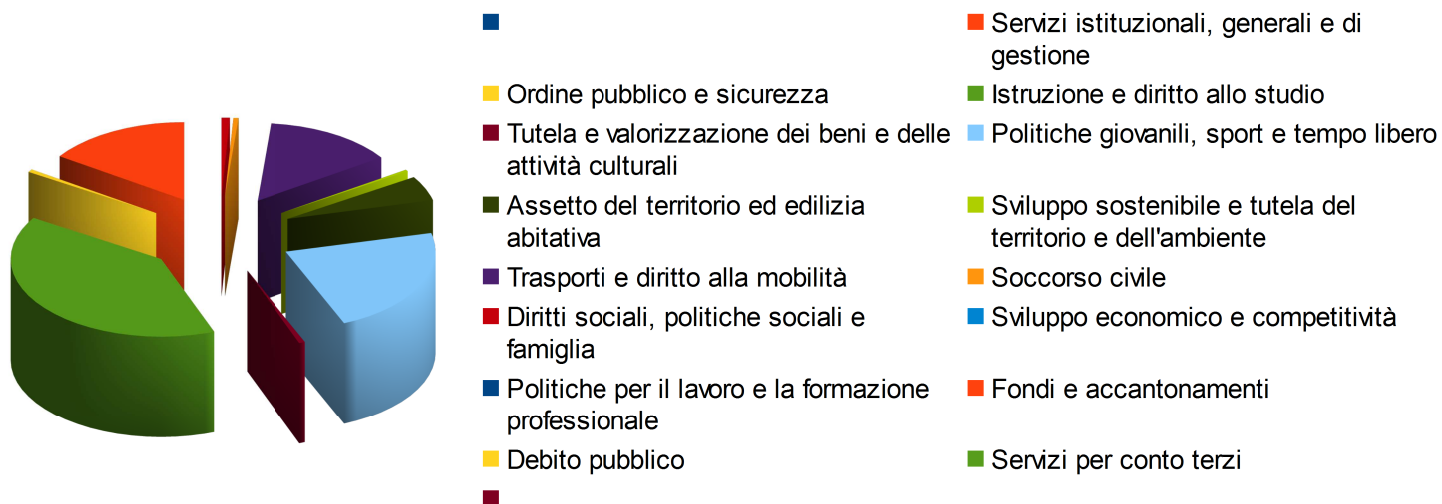 Servizi istituzionali, generali e di
gestione
Ordine pubblico e sicurezza
Istruzione e diritto allo studio
Tutela e valorizzazione dei beni e delle
attività culturali
Politiche giovanili, sport e tempo libero
Assetto del territorio ed edilizia
abitativa
Sviluppo sostenibile e tutela del
territorio e dell'ambiente
Trasporti e diritto alla mobilità
Soccorso civile
Diritti sociali, politiche sociali e
famiglia
Sviluppo economico e competitività
Politiche per il lavoro e la formazione
professionale
Fondi e accantonamenti
Debito pubblico
Servizi per conto terzi